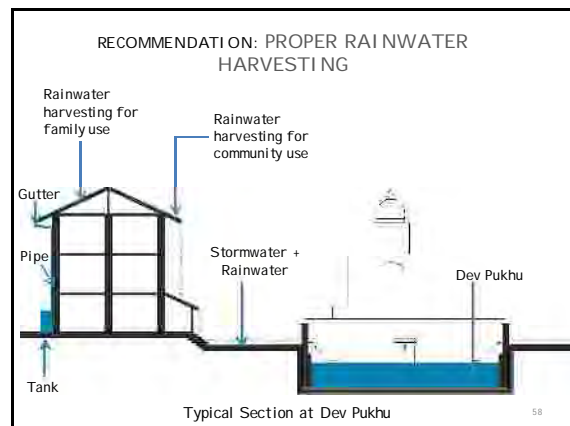 RECOMMENDATION: PROPER RAINWATER
HARVESTING
Rainwater
harvesting for
family use
Rainwater
harvesting for
community use
Gutter
Pipe
Stormwater +
Rainwater
Dev Pukhu
Tank
Typical Section at Dev Pukhu
58